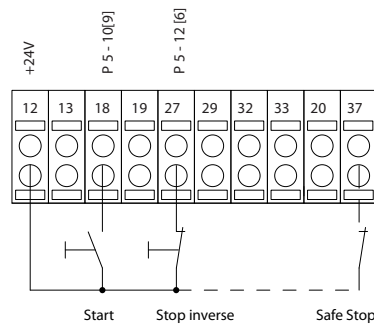 +24V
P 5 - 10[9]
P 5 - 12 [6]
12 13 18 19 27 29 32 33 20 37
Start Stop inverse Safe Stop